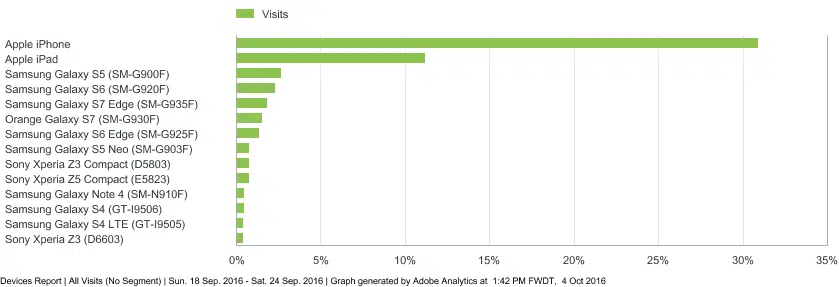 Visits
Apple iPhone
Apple iPad
Samsung Galaxy S5 (SM-G900F)
Samsung Galaxy S6 (SM-G920F)
Samsung Galaxy S7 Edge (SM-G935F)
Orange Galaxy S7 (SM-G930F)
Samsung Galaxy S6 Edge (SM-G925F)
Samsung Galaxy S5 Neo (SM-G903F)
Sony Xperia Z3 Compact (D5803)
Sony Xperia Z5 Compact (E5823)
Samsung Galaxy Note 4 (SM-N910F)
Samsung Galaxy S4 (GT-I9506)
Samsung Galaxy S4 LTE (GT-I9505)
Sony Xperia Z3 (D6603)
0% 5% 10% 15% 20% 25% 30% 35%
Devices Report | All Visits (No Segment) | Sun. 18 Sep. 2016 - Sat. 24 Sep. 2016 | Graph generated by Adobe Analytics at 1:42 PM FWDT, 4 Oct 2016